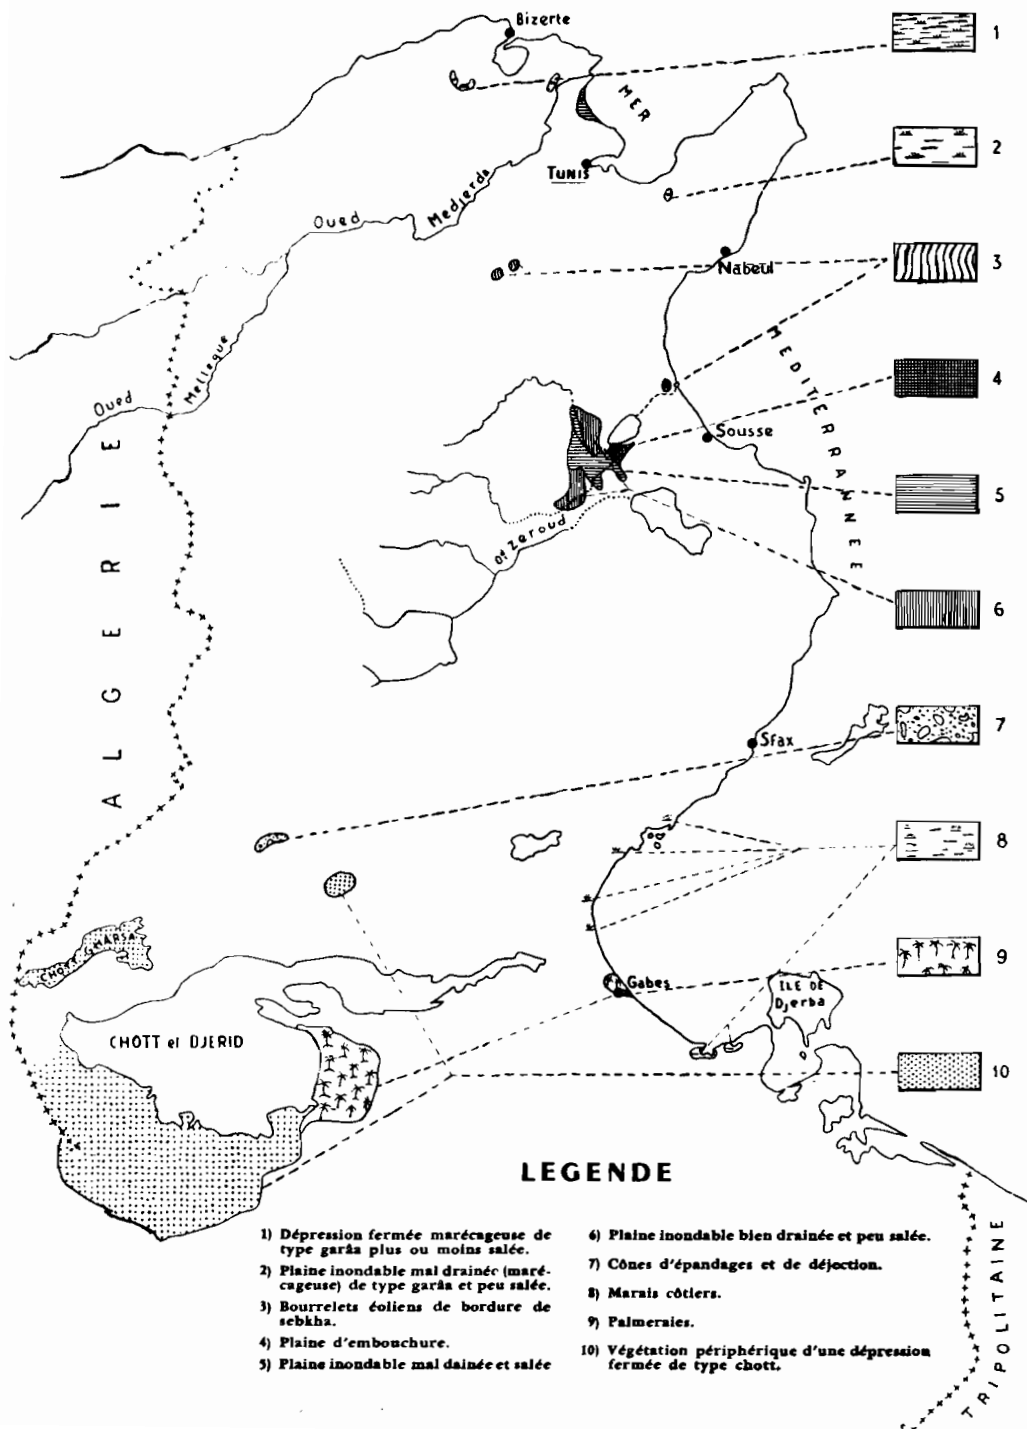 Bizerte
1
MER
2
TUNIS
Oued Medjerda
Nabeul
3
MEDITERRANNEE
Oued Mellegue
4
Sousse
5
Od Zeroud
6
ALGERIE
Sfax
7
8
CHOTT GHARSA
9
Gabes
ILE DE
Djerba
CHOTT el DJERID
10
LEGENDE
1) Dépression fermée marécageuse de
type garâa plus ou moins salée.
2) Plaine inondable mal drainée (maré-
cageuse) de type garâa et peu salée.
3) Bourrelets éoliens de bordure de
sebkha.
4) Plaine d'embouchure.
5) Plaine inondable mal dainée et salée
6) Plaine inondable bien drainée et peu salée.
7) Cônes d'épandages et de déjection.
8) Marais côtiers.
9) Palmeraies.
10) Végétation périphérique d'une dépression
fermée de type chott.
TRIPOLITAINE